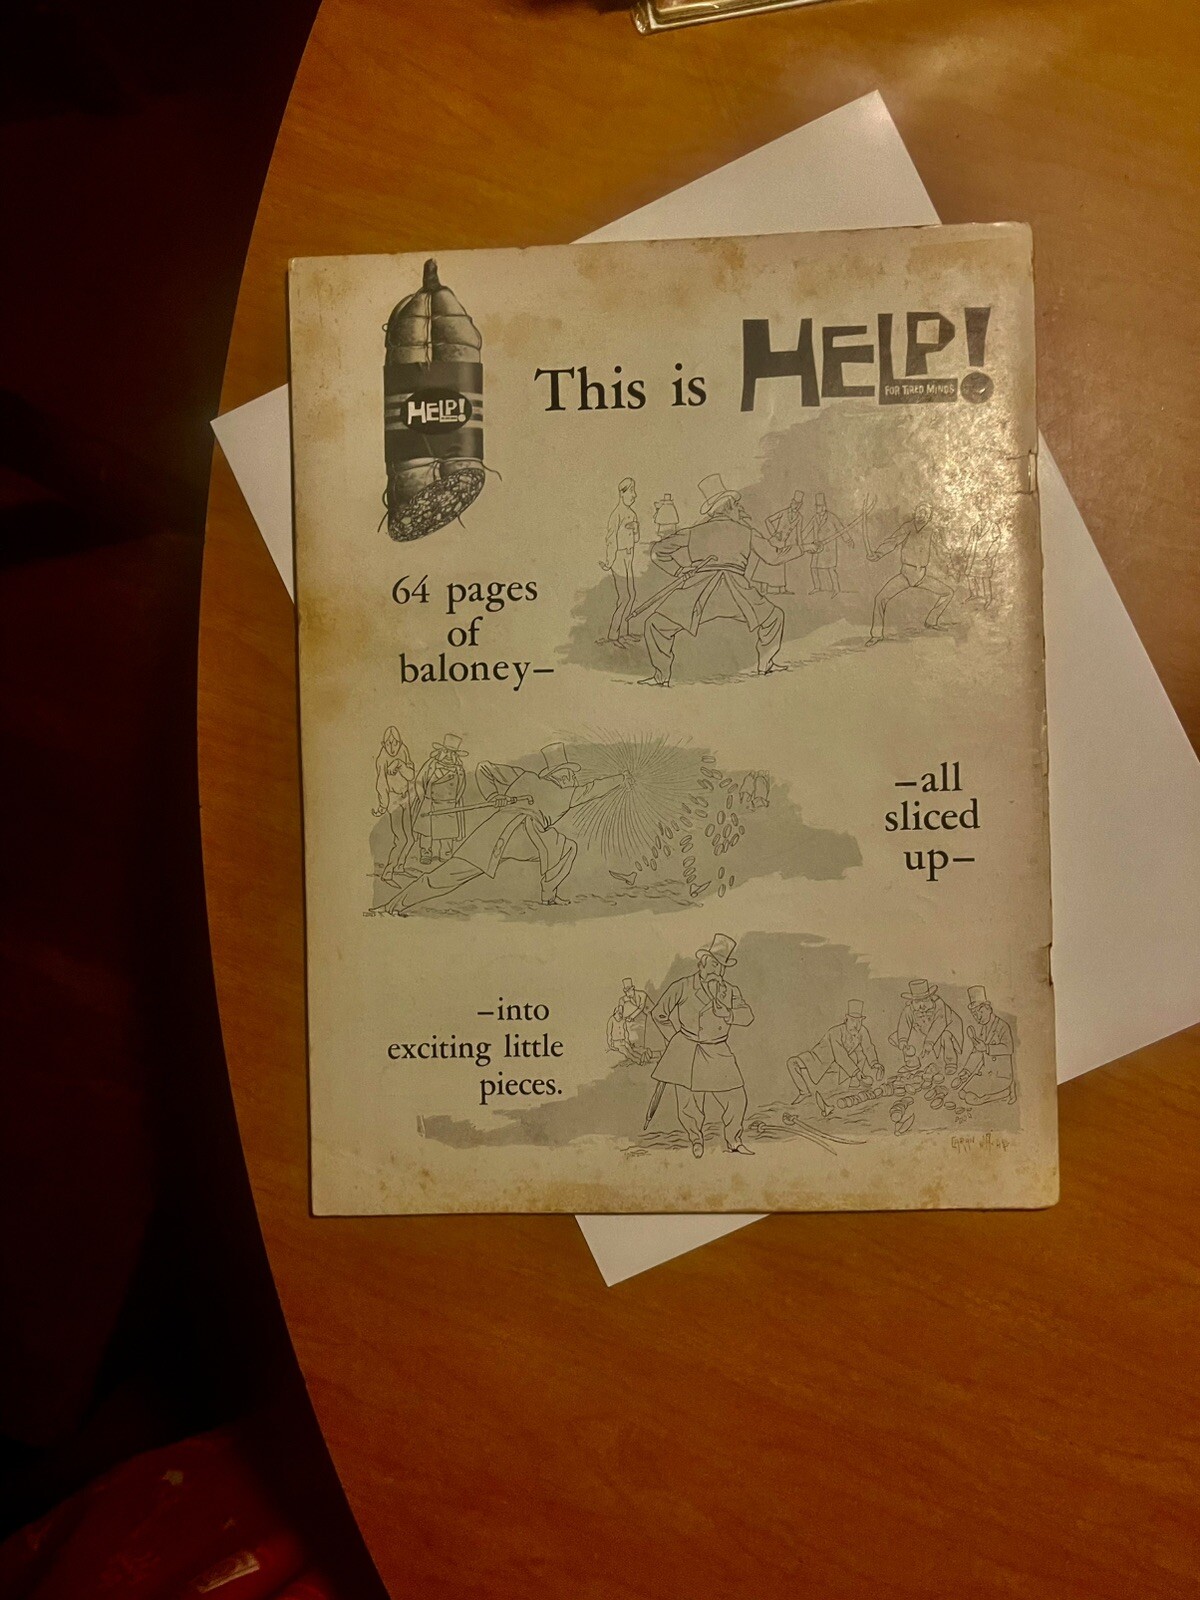 This is HELP!
FOR TIRED MINDS
HELP!
64 pages
of
baloney–
–all
sliced
up–
–into
exciting little
pieces.